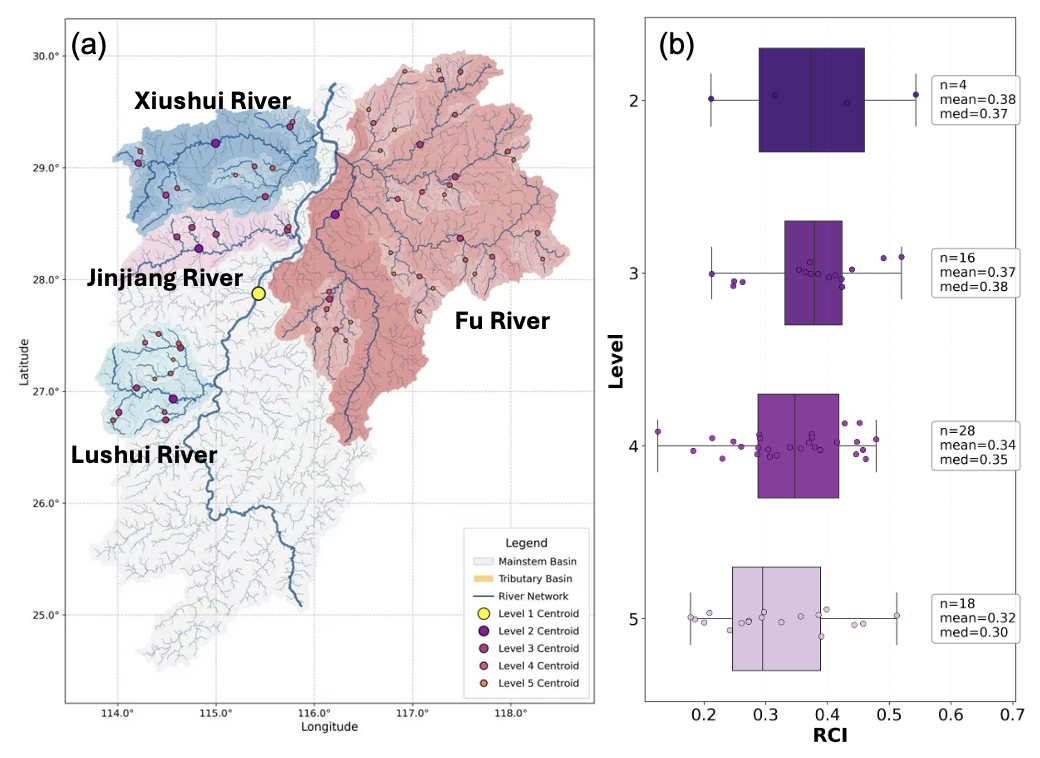 (a)
30.0°
29.0°
28.0°
27.0°
26.0°
25.0°
Latitude
Xiushui River
Jinjiang River
Fu River
Lushui River
Legend
Mainstem Basin
Tributary Basin
River Network
Level 1 Centroid
Level 2 Centroid
Level 3 Centroid
Level 4 Centroid
Level 5 Centroid
114.0°
115.0°
116.0°
117.0°
118.0°
Longitude
(b)
Level
2
n=4
mean=0.38
med=0.37
3
n=16
mean=0.37
med=0.38
4
n=28
mean=0.34
med=0.35
5
n=18
mean=0.32
med=0.30
0.2
0.3
0.4
0.5
0.6
0.7
RCI